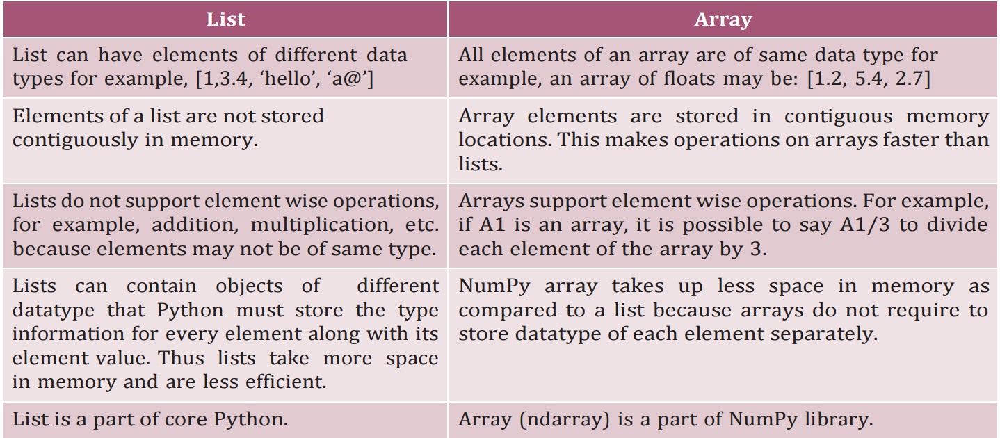 List
Array
List can have elements of different data
types for example, [1,3.4, ‘hello’, ‘a@’]
All elements of an array are of same data type for
example, an array of floats may be: [1.2, 5.4, 2.7]
Elements of a list are not stored
contiguously in memory.
Array elements are stored in contiguous memory
locations. This makes operations on arrays faster than
lists.
Lists do not support element wise operations,
for example, addition, multiplication, etc.
because elements may not be of same type.
Arrays support element wise operations. For example,
if A1 is an array, it is possible to say A1/3 to divide
each element of the array by 3.
Lists can contain objects of different
datatype that Python must store the type
information for every element along with its
element value. Thus lists take more space
in memory and are less efficient.
NumPy array takes up less space in memory as
compared to a list because arrays do not require to
store datatype of each element separately.
List is a part of core Python.
Array (ndarray) is a part of NumPy library.